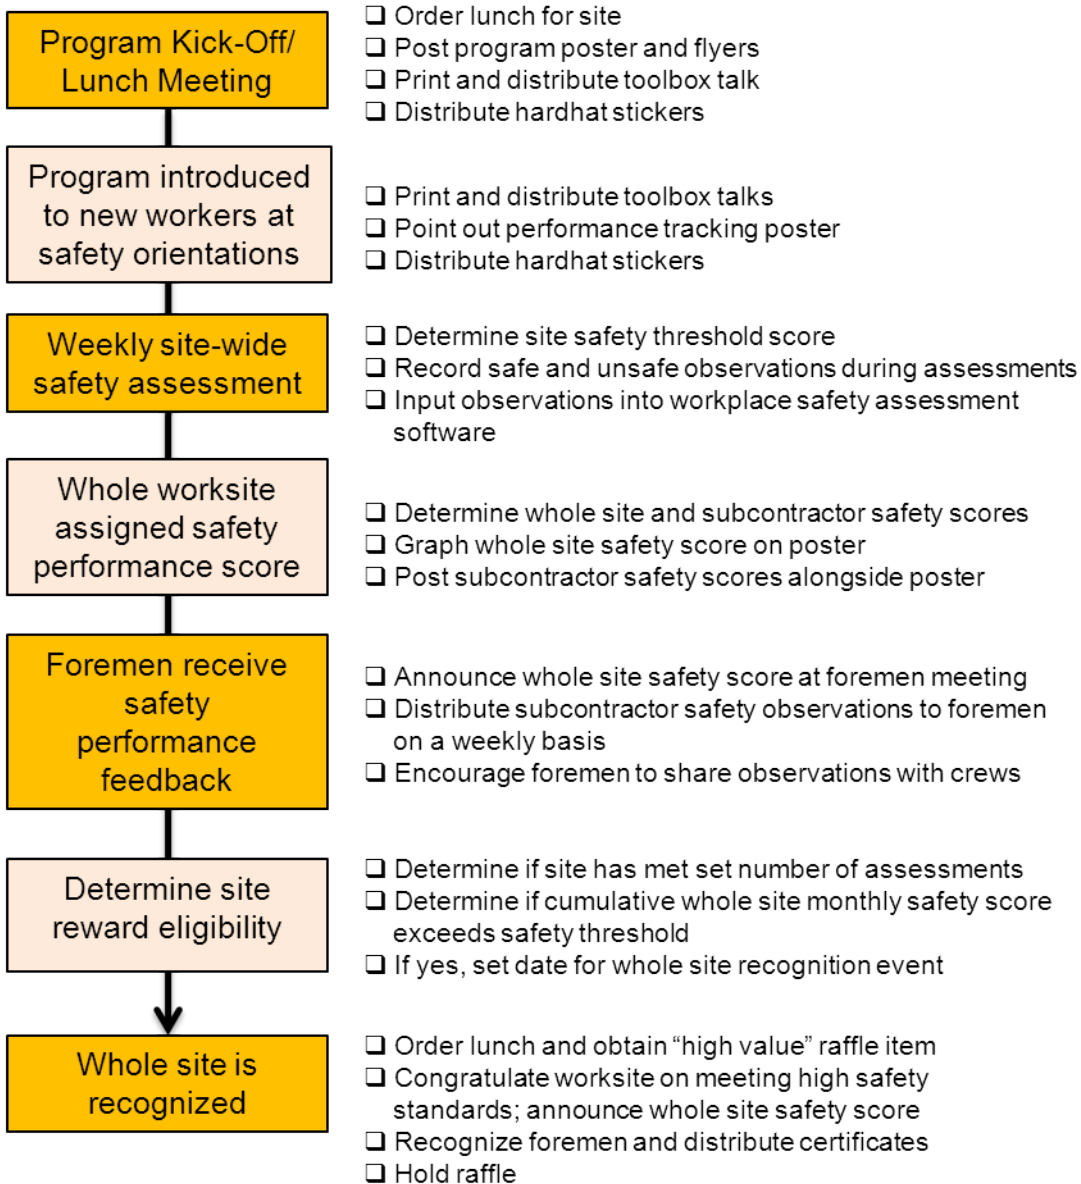 Program Kick-Off/
Lunch Meeting
❑ Order lunch for site
❑ Post program poster and flyers
❑ Print and distribute toolbox talk
❑ Distribute hardhat stickers
Program introduced
to new workers at
safety orientations
❑ Print and distribute toolbox talks
❑ Point out performance tracking poster
❑ Distribute hardhat stickers
Weekly site-wide
safety assessment
❑ Determine site safety threshold score
❑ Record safe and unsafe observations during assessments
❑ Input observations into workplace safety assessment
software
Whole worksite
assigned safety
performance score
❑ Determine whole site and subcontractor safety scores
❑ Graph whole site safety score on poster
❑ Post subcontractor safety scores alongside poster
Foremen receive
safety
performance
feedback
❑ Announce whole site safety score at foremen meeting
❑ Distribute subcontractor safety observations to foremen
on a weekly basis
❑ Encourage foremen to share observations with crews
Determine site
reward eligibility
❑ Determine if site has met set number of assessments
❑ Determine if cumulative whole site monthly safety score
exceeds safety threshold
❑ If yes, set date for whole site recognition event
Whole site is
recognized
❑ Order lunch and obtain “high value” raffle item
❑ Congratulate worksite on meeting high safety
standards; announce whole site safety score
❑ Recognize foremen and distribute certificates
❑ Hold raffle